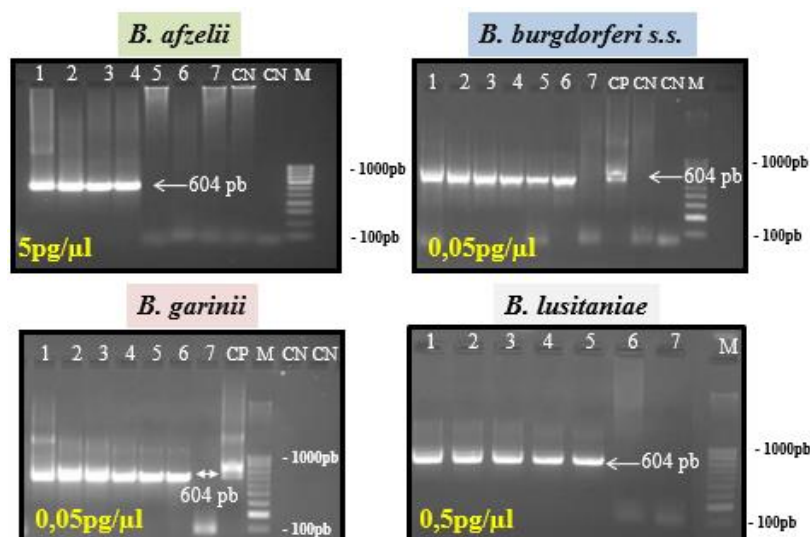 B. afzelii
1 2 3 4 5 6 7 CN CN M
604 pb
- 1000pb
- 100pb
5pg/µl
B. burgdorferi s.s.
1 2 3 4 5 6 7 CP CN CN M
- 1000pb
604 pb
- 100pb
0,05pg/µl
B. garinii
1 2 3 4 5 6 7 CP M CN CN
- 1000pb
604 pb
- 100pb
0,05pg/µl
B. lusitaniae
1 2 3 4 5 6 7 M
- 1000pb
604 pb
- 100pb
0,5pg/µl